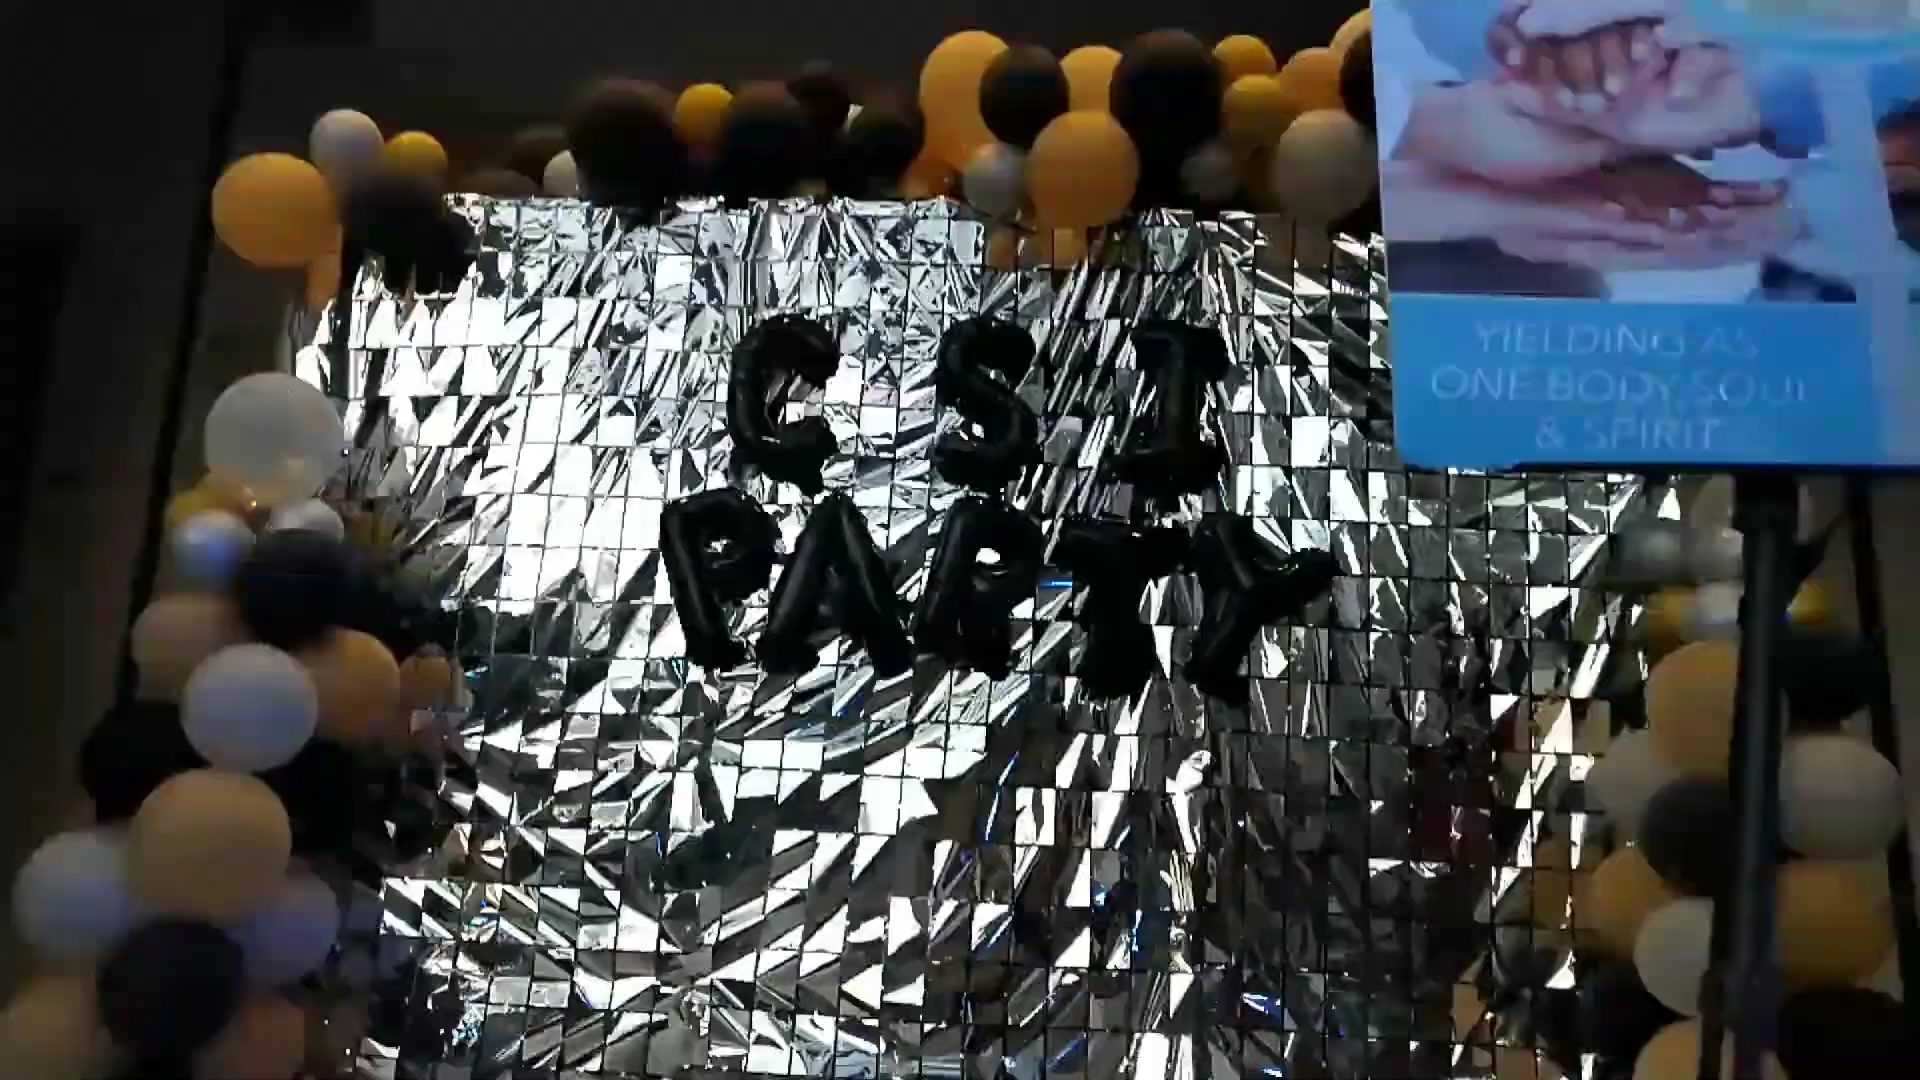 CSI
PARTY
YIELDING AS
ONE BODY, SOUL
& SPIRIT